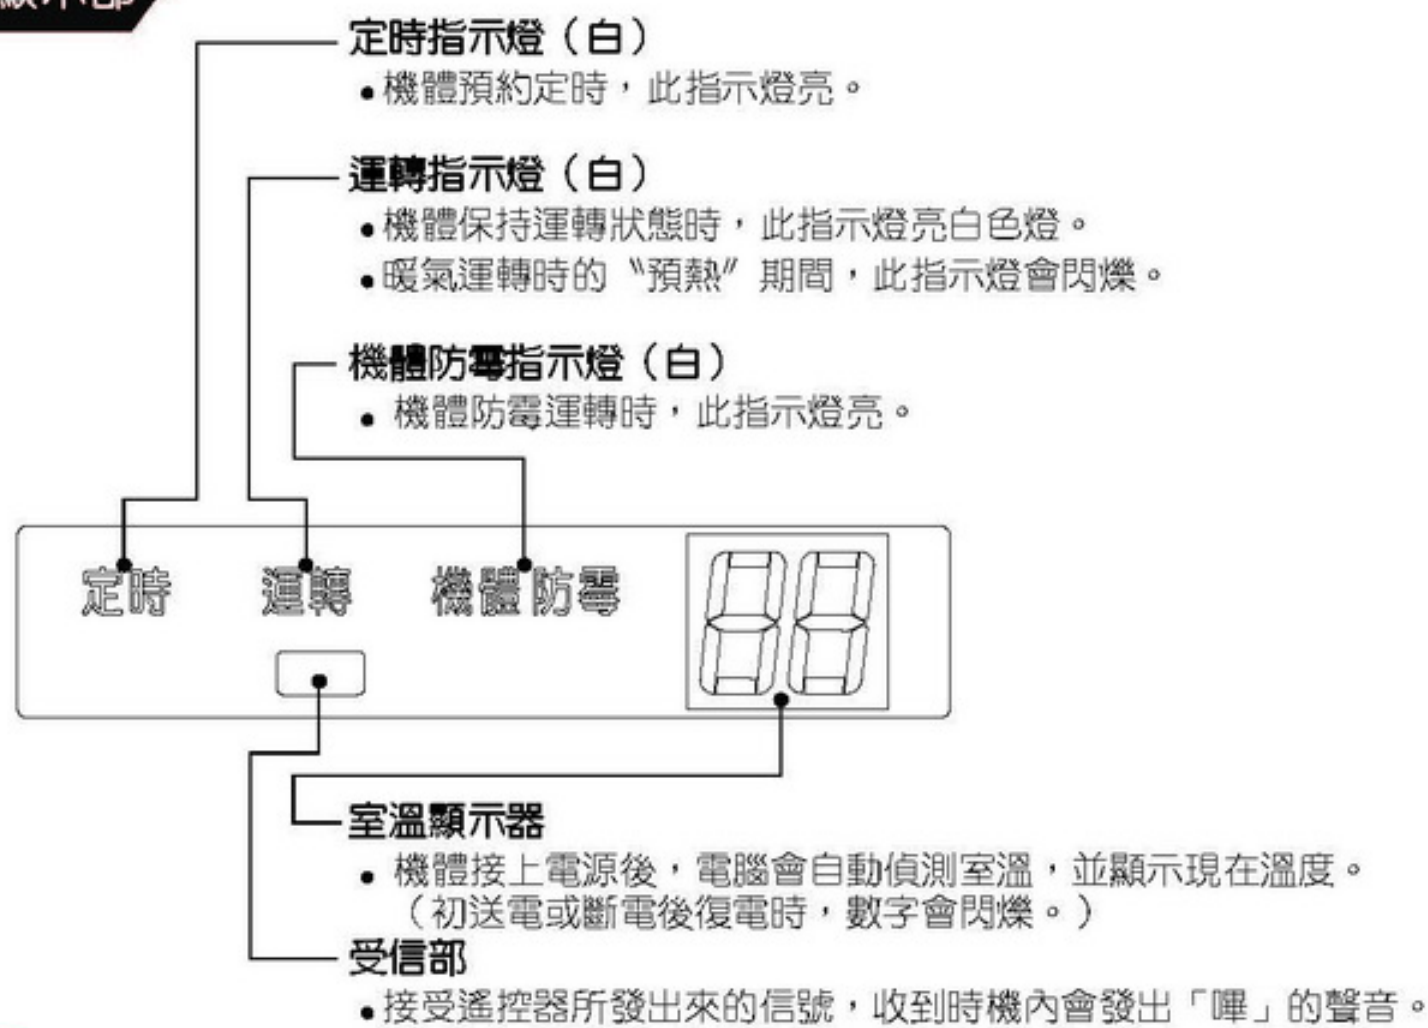 顯示部
定時指示燈（白）
•機體預約定時，此指示燈亮。
運轉指示燈（白）
•機體保持運轉狀態時，此指示燈亮白色燈。
•暖氣運轉時的〝預熱〞期間，此指示燈會閃爍。
機體防霉指示燈（白）
• 機體防霉運轉時，此指示燈亮。
定時 運轉 機體防霉 88
室溫顯示器
• 機體接上電源後，電腦會自動偵測室溫，並顯示現在溫度。
（初送電或斷電後復電時，數字會閃爍。）
受信部
•接受遙控器所發出來的信號，收到時機內會發出「嗶」的聲音。